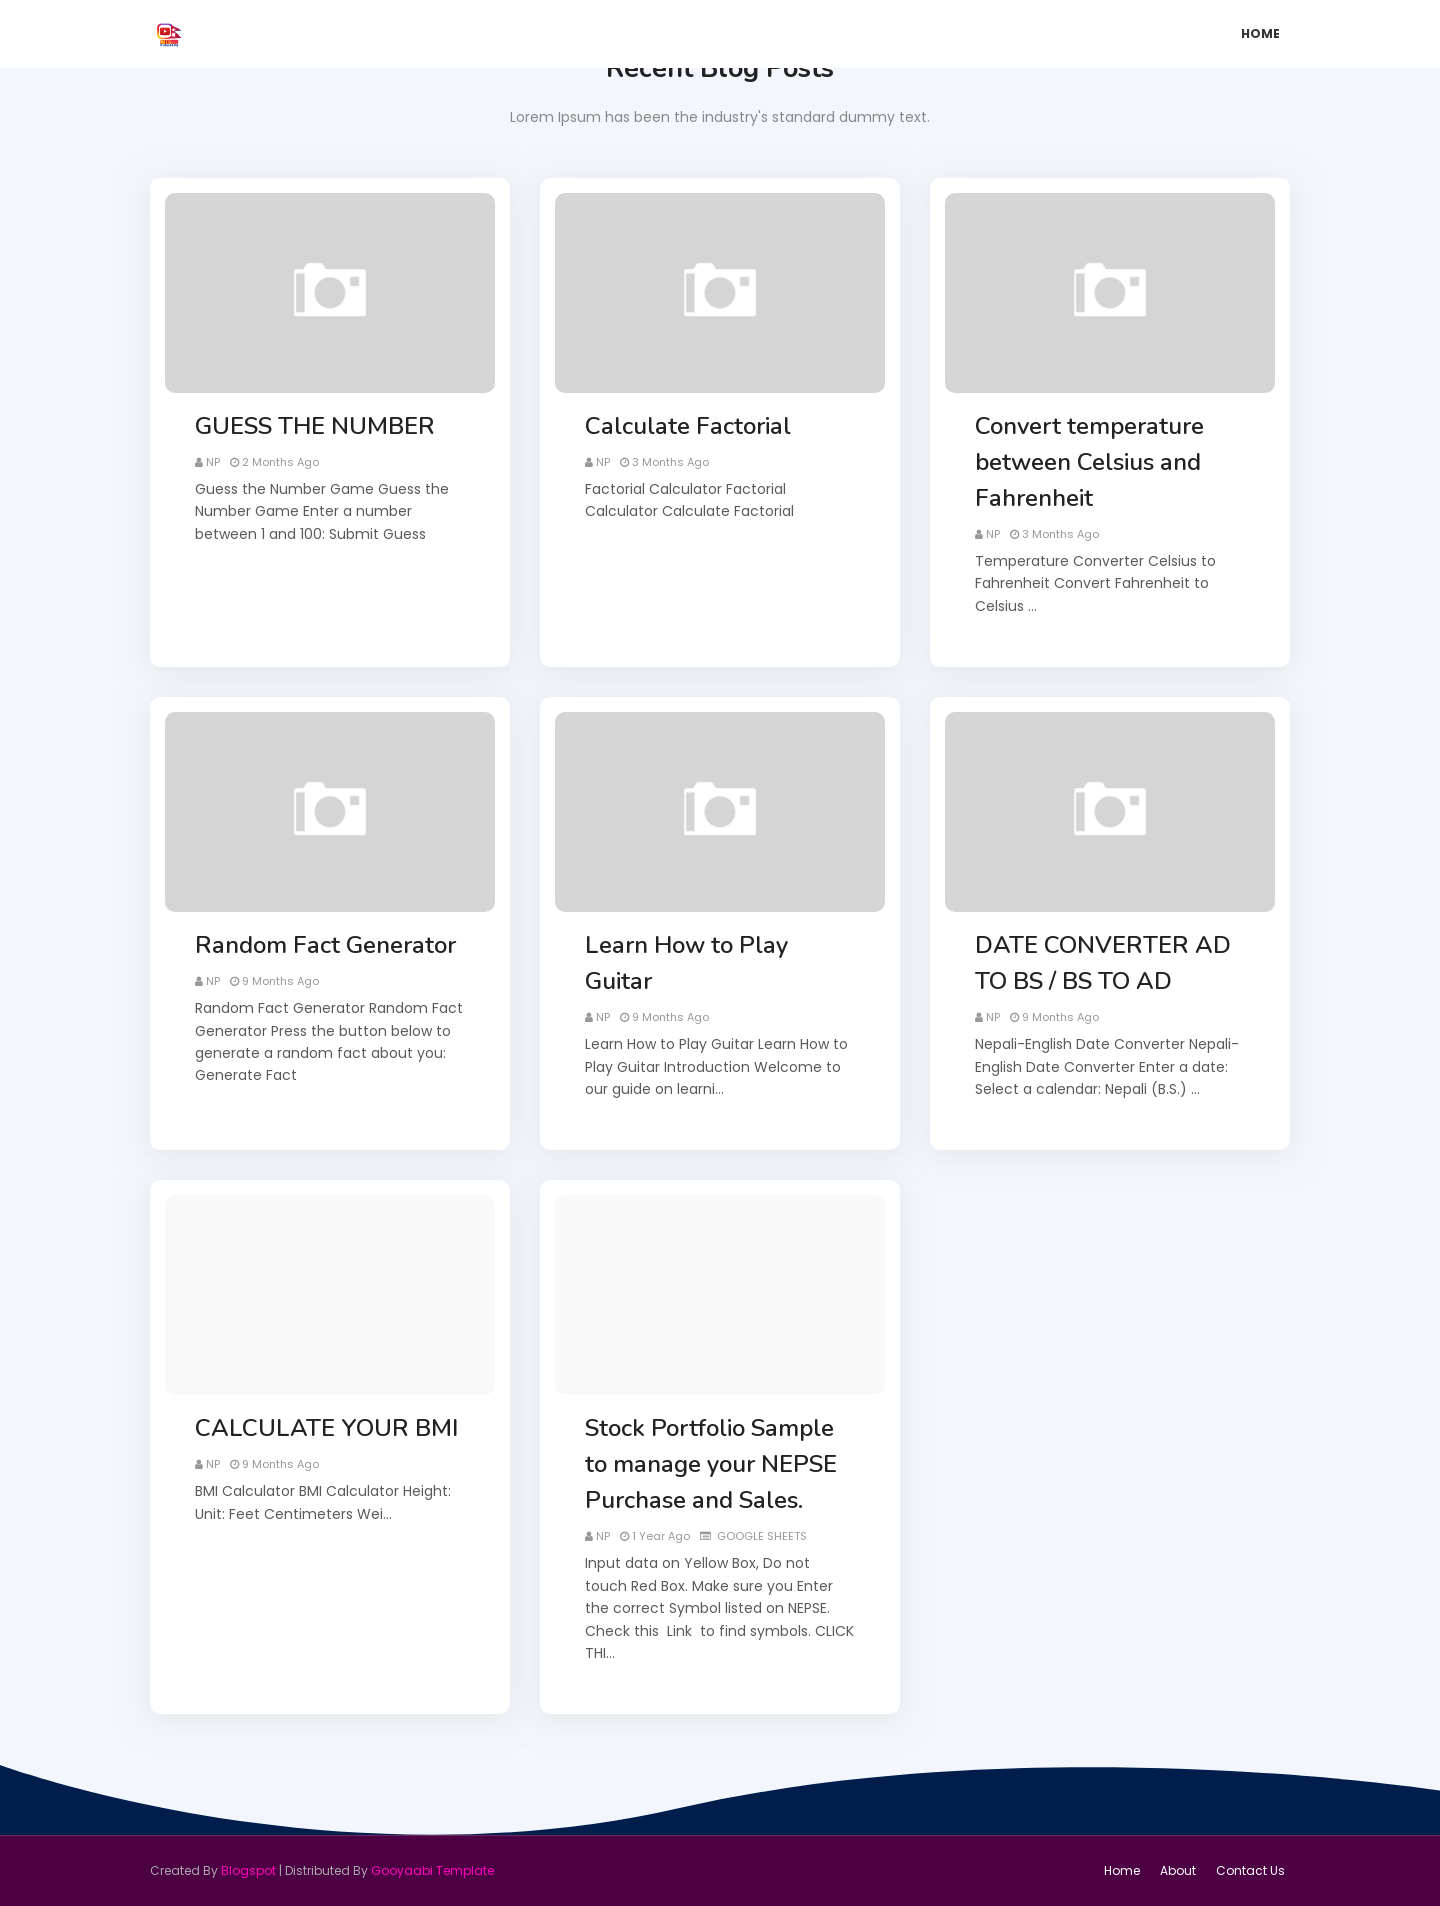 HOME
Recent Blog Posts
Lorem Ipsum has been the industry's standard dummy text.
GUESS THE NUMBER
NP 2 Months Ago
Guess the Number Game Guess the
Number Game Enter a number
between 1 and 100: Submit Guess
Calculate Factorial
NP 3 Months Ago
Factorial Calculator Factorial
Calculator Calculate Factorial
Convert temperature
between Celsius and
Fahrenheit
NP 3 Months Ago
Temperature Converter Celsius to
Fahrenheit Convert Fahrenheit to
Celsius ...
Random Fact Generator
NP 9 Months Ago
Random Fact Generator Random Fact
Generator Press the button below to
generate a random fact about you:
Generate Fact
Learn How to Play
Guitar
NP 9 Months Ago
Learn How to Play Guitar Learn How to
Play Guitar Introduction Welcome to
our guide on learni...
DATE CONVERTER AD
TO BS / BS TO AD
NP 9 Months Ago
Nepali-English Date Converter Nepali-
English Date Converter Enter a date:
Select a calendar: Nepali (B.S.) ...
CALCULATE YOUR BMI
NP 9 Months Ago
BMI Calculator BMI Calculator Height:
Unit: Feet Centimeters Wei...
Stock Portfolio Sample
to manage your NEPSE
Purchase and Sales.
NP 1 Year Ago GOOGLE SHEETS
Input data on Yellow Box, Do not
touch Red Box. Make sure you Enter
the correct Symbol listed on NEPSE.
Check this Link to find symbols. CLICK
THI...
Created By Blogspot | Distributed By Gooyaabi Template
Home About Contact Us